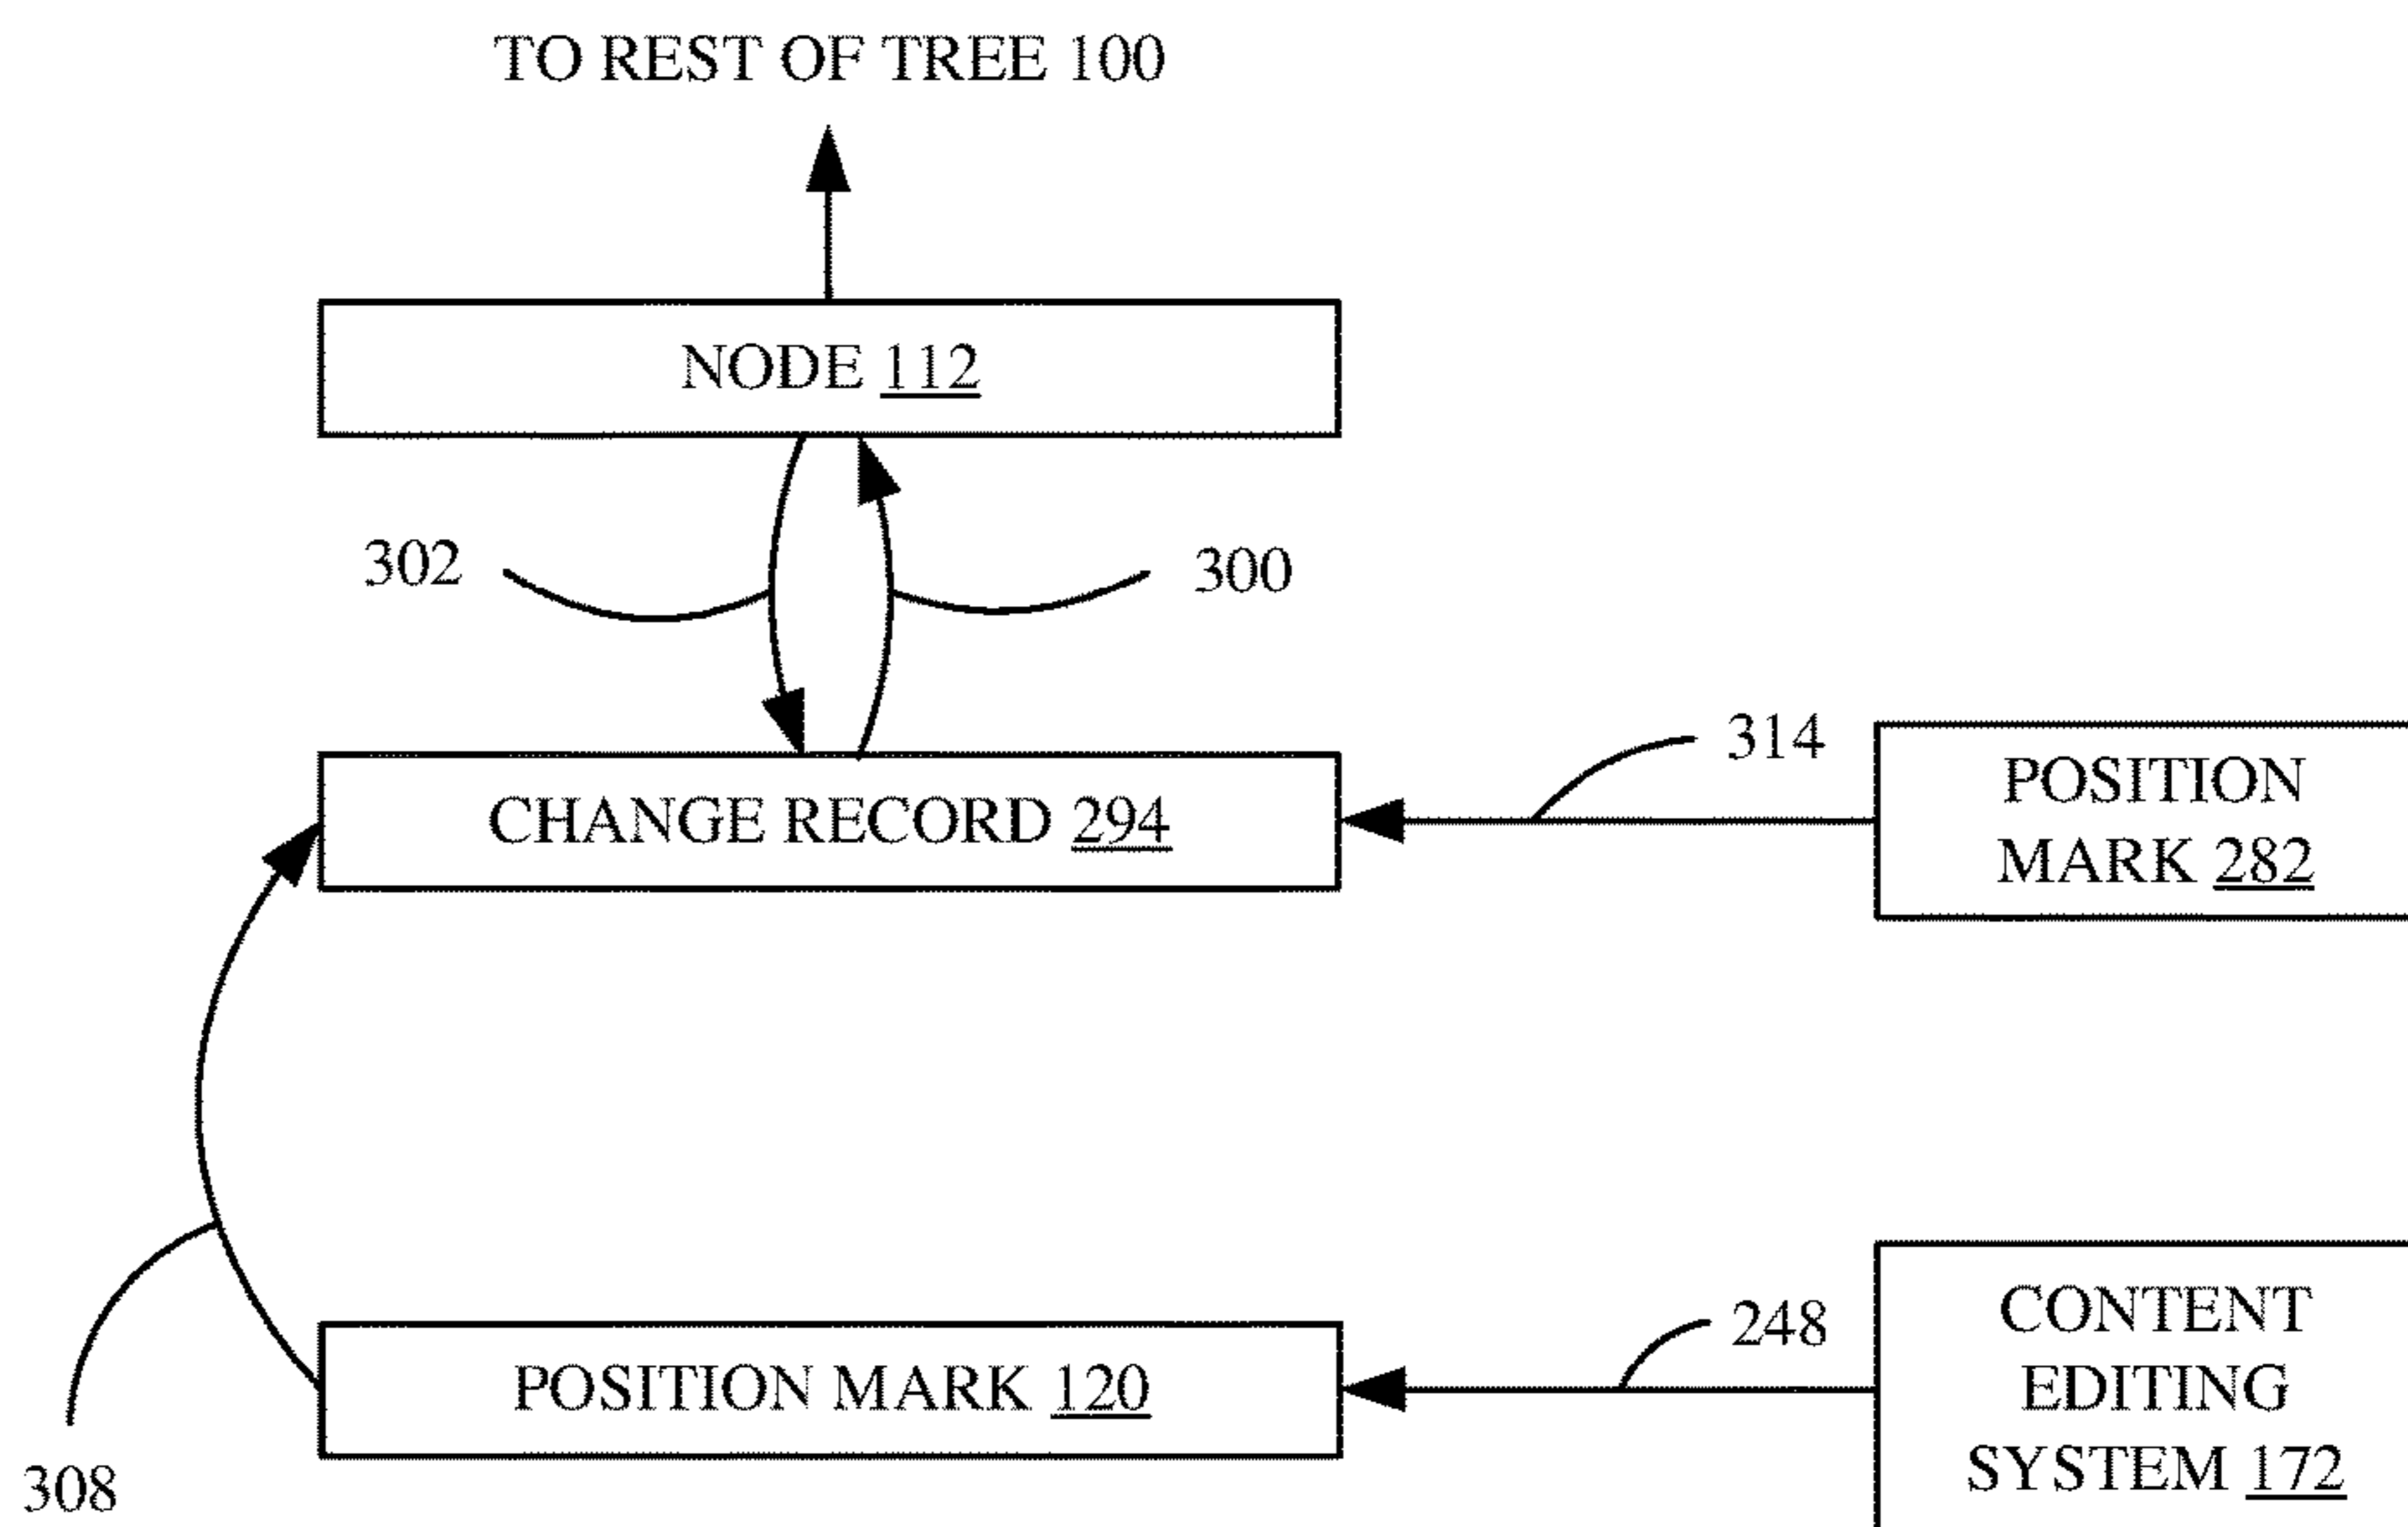 TO REST OF TREE 100
NODE 112
302
300
314
CHANGE RECORD 294
POSITION
MARK 282
248
POSITION MARK 120
CONTENT
EDITING
SYSTEM 172
308